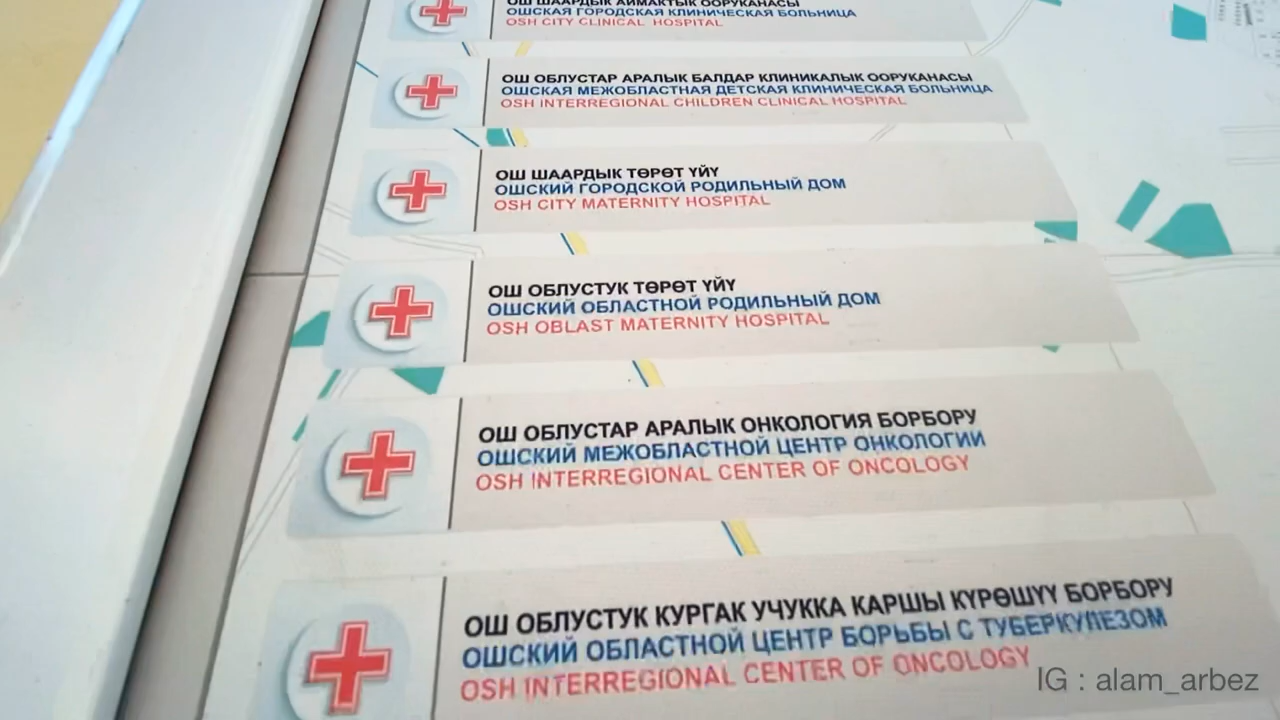 ОШ ШААРДЫК АЙМАКТЫК ООРУКАНАСЫ
ОШСКАЯ ГОРОДСКАЯ КЛИНИЧЕСКАЯ БОЛЬНИЦА
OSH CITY CLINICAL HOSPITAL
ОШ ОБЛУСТАР АРАЛЫК БАЛДАР КЛИНИКАЛЫК ООРУКАНАСЫ
ОШСКАЯ МЕЖОБЛАСТНАЯ ДЕТСКАЯ КЛИНИЧЕСКАЯ БОЛЬНИЦА
OSH INTERREGIONAL CHILDREN CLINICAL HOSPITAL
ОШ ШААРДЫК ТӨРӨТ ҮЙҮ
ОШСКИЙ ГОРОДСКОЙ РОДИЛЬНЫЙ ДОМ
OSH CITY MATERNITY HOSPITAL
ОШ ОБЛУСТУК ТӨРӨТ ҮЙҮ
ОШСКИЙ ОБЛАСТНОЙ РОДИЛЬНЫЙ ДОМ
OSH OBLAST MATERNITY HOSPITAL
ОШ ОБЛУСТАР АРАЛЫК ОНКОЛОГИЯ БОРБОРУ
ОШСКИЙ МЕЖОБЛАСТНОЙ ЦЕНТР ОНКОЛОГИИ
OSH INTERREGIONAL CENTER OF ONCOLOGY
ОШ ОБЛУСТУК КУРГАК УЧУККА КАРШЫ КҮРӨШҮҮ БОРБОРУ
ОШСКИЙ ОБЛАСТНОЙ ЦЕНТР БОРЬБЫ С ТУБЕРКУЛЕЗОМ
OSH INTERREGIONAL CENTER OF ONCOLOGY
IG : alam_arbez